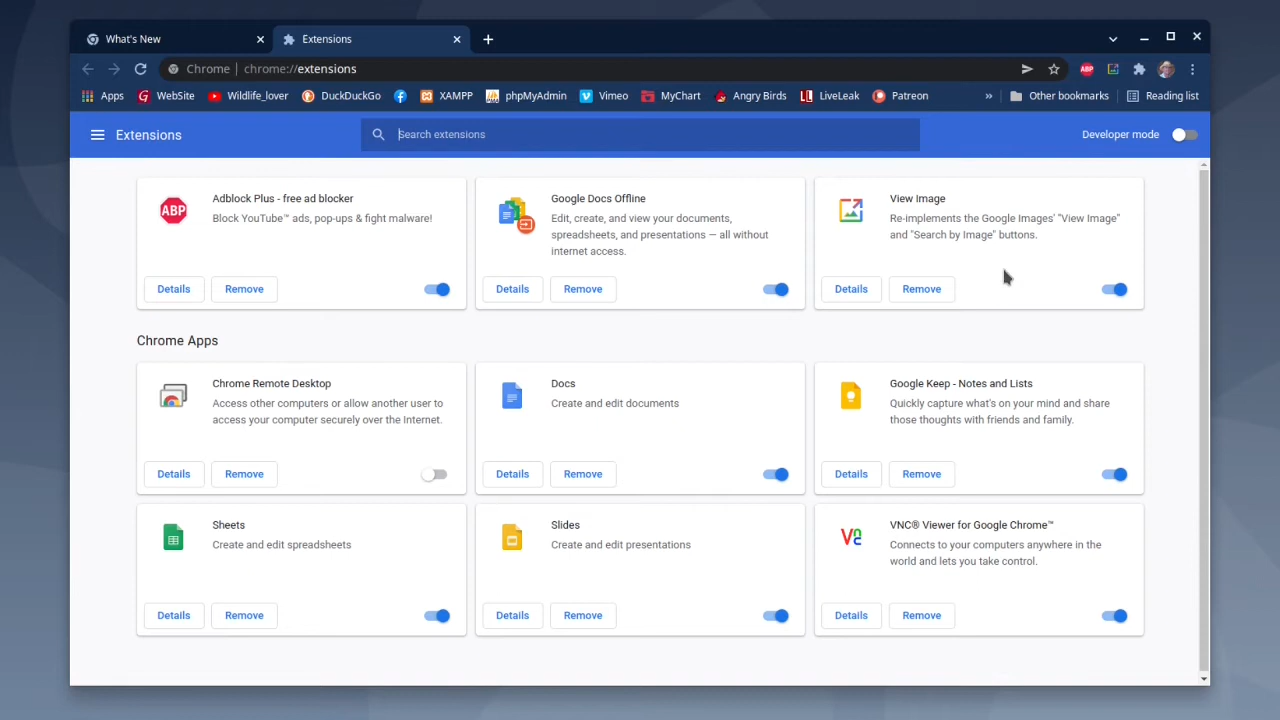 What's New
Extensions
Chrome | chrome://extensions
ABP
Apps
WebSite
Wildlife_lover
DuckDuckGo
XAMPP
phpMyAdmin
Vimeo
MyChart
Angry Birds
LiveLeak
Patreon
»
Other bookmarks
Reading list
Extensions
Search extensions
Developer mode
ABP
Adblock Plus - free ad blocker
Block YouTube™ ads, pop-ups & fight malware!
Details
Remove
Google Docs Offline
Edit, create, and view your documents,
spreadsheets, and presentations — all without
internet access.
Details
Remove
View Image
Re-implements the Google Images' "View Image"
and "Search by Image" buttons.
Details
Remove
Chrome Apps
Chrome Remote Desktop
Access other computers or allow another user to
access your computer securely over the Internet.
Details
Remove
Docs
Create and edit documents
Details
Remove
Google Keep - Notes and Lists
Quickly capture what's on your mind and share
those thoughts with friends and family.
Details
Remove
Sheets
Create and edit spreadsheets
Details
Remove
Slides
Create and edit presentations
Details
Remove
VNC® Viewer for Google Chrome™
Connects to your computers anywhere in the
world and lets you take control.
Details
Remove